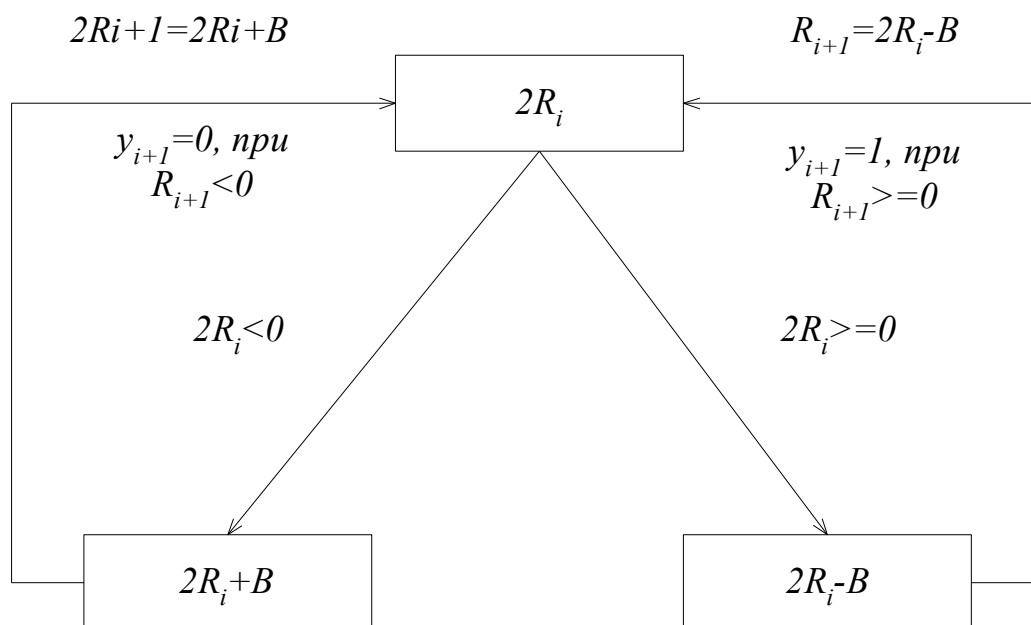 2Ri+1=2Ri+B
R_{i+1}=2R_i-B
2R_i
y_{i+1}=0, при
R_{i+1}<0
y_{i+1}=1, при
R_{i+1}>=0
2R_i<0
2R_i>=0
2R_i+B
2R_i-B